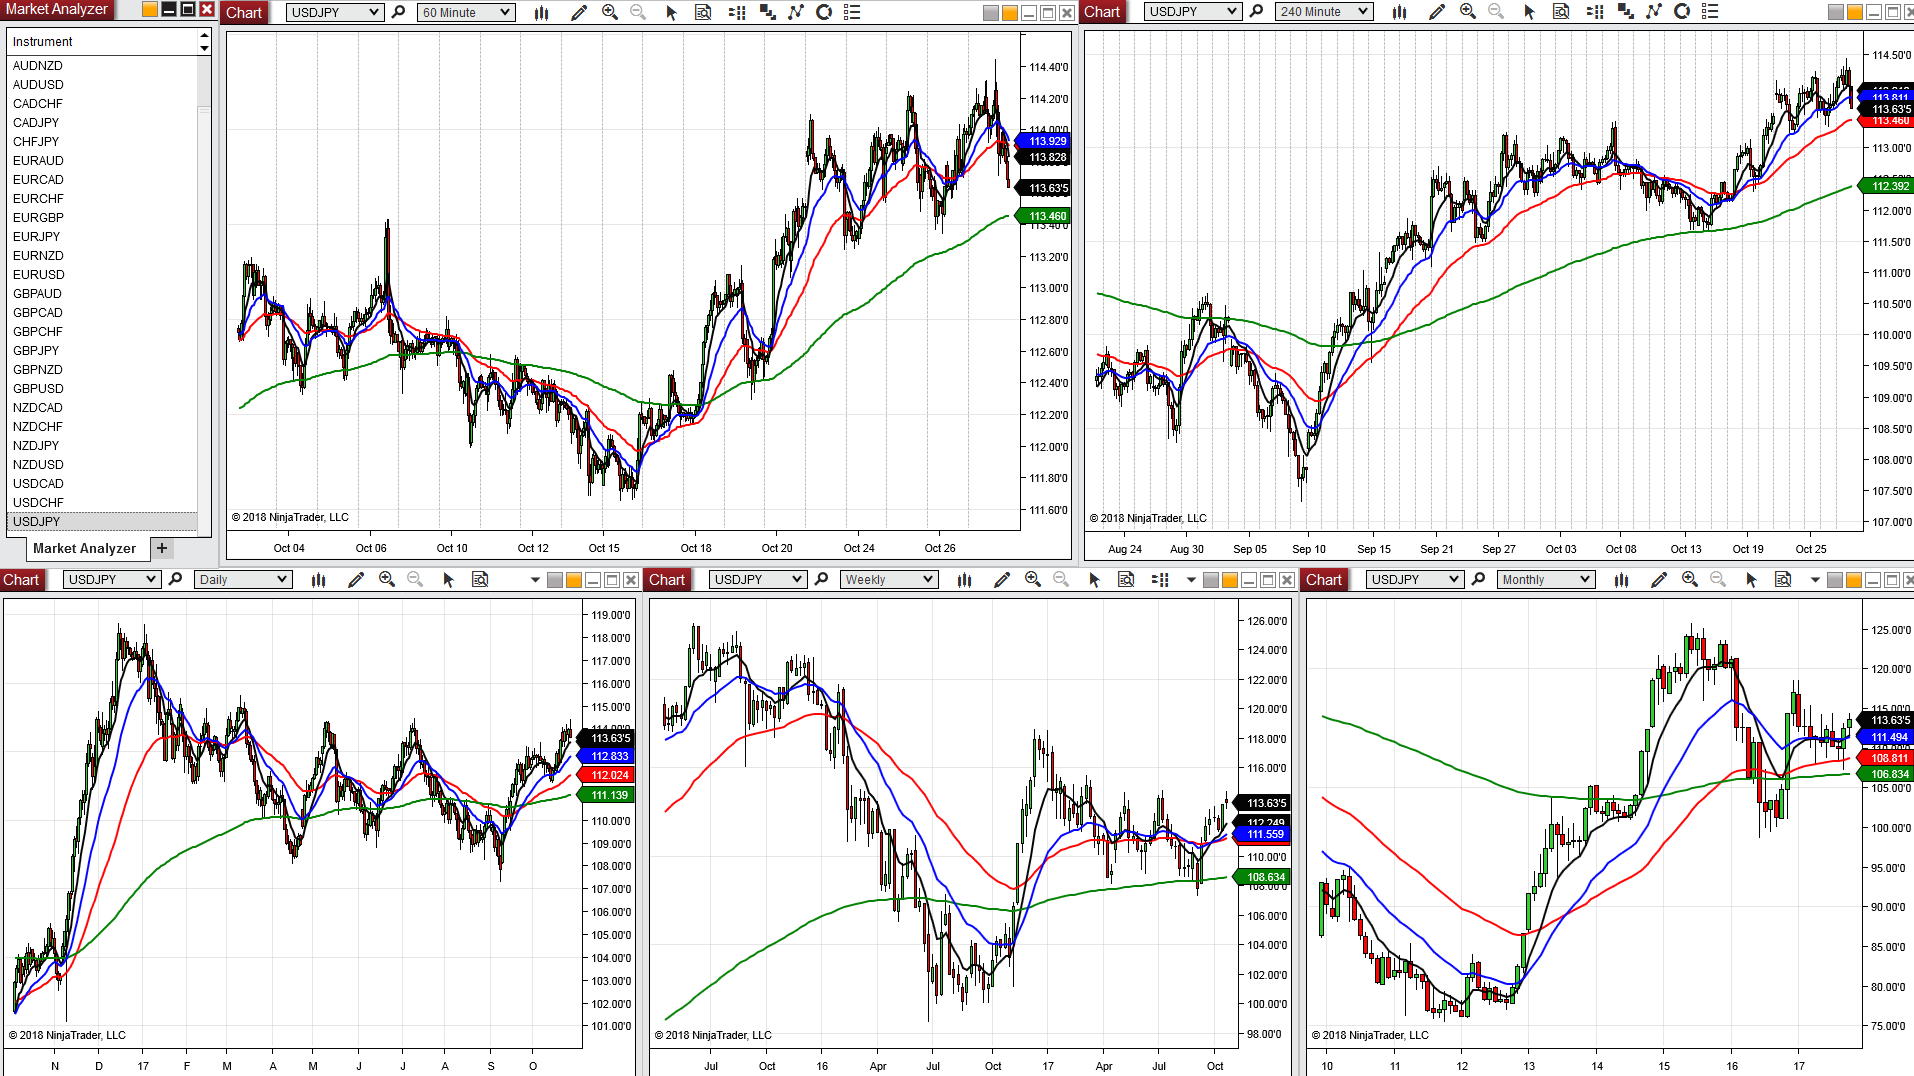 Market Analyzer
Instrument
AUDNZD
AUDUSD
CADCHF
CADJPY
CHFJPY
EURAUD
EURCAD
EURCHF
EURGBP
EURJPY
EURNZD
EURUSD
GBPAUD
GBPCAD
GBPCHF
GBPJPY
GBPNZD
GBPUSD
NZDCAD
NZDCHF
NZDJPY
NZDUSD
USDCAD
USDCHF
USDJPY
Market Analyzer +
Chart USDJPY 60 Minute
114.40'0
114.20'0
114.00'0
113.929
113.828
113.63'5
113.460
113.40'0
113.20'0
113.00'0
112.80'0
112.60'0
112.40'0
112.20'0
112.00'0
111.80'0
111.60'0
© 2018 NinjaTrader, LLC
Oct 04 Oct 06 Oct 10 Oct 12 Oct 15 Oct 18 Oct 20 Oct 24 Oct 26
Chart USDJPY 240 Minute
114.50'0
113.811
113.63'5
113.460
113.00'0
112.392
112.00'0
111.50'0
111.00'0
110.50'0
110.00'0
109.50'0
109.00'0
108.50'0
108.00'0
107.50'0
107.00'0
© 2018 NinjaTrader, LLC
Aug 24 Aug 30 Sep 05 Sep 10 Sep 15 Sep 21 Sep 27 Oct 03 Oct 08 Oct 13 Oct 19 Oct 25
Chart USDJPY Daily
119.00'0
118.00'0
117.00'0
116.00'0
115.00'0
113.63'5
112.833
112.024
111.139
110.00'0
109.00'0
108.00'0
107.00'0
106.00'0
105.00'0
104.00'0
103.00'0
102.00'0
101.00'0
© 2018 NinjaTrader, LLC
N D 17 F M A M J J A S O
Chart USDJPY Weekly
126.00'0
124.00'0
122.00'0
120.00'0
118.00'0
116.00'0
113.63'5
112.249
111.559
110.00'0
108.634
106.00'0
104.00'0
102.00'0
100.00'0
98.00'0
© 2018 NinjaTrader, LLC
Jul Oct 16 Apr Jul Oct 17 Apr Jul Oct
Chart USDJPY Monthly
125.00'0
120.00'0
115.00'0
113.63'5
111.494
108.811
106.834
105.00'0
100.00'0
95.00'0
90.00'0
85.00'0
80.00'0
75.00'0
© 2018 NinjaTrader, LLC
10 11 12 13 14 15 16 17